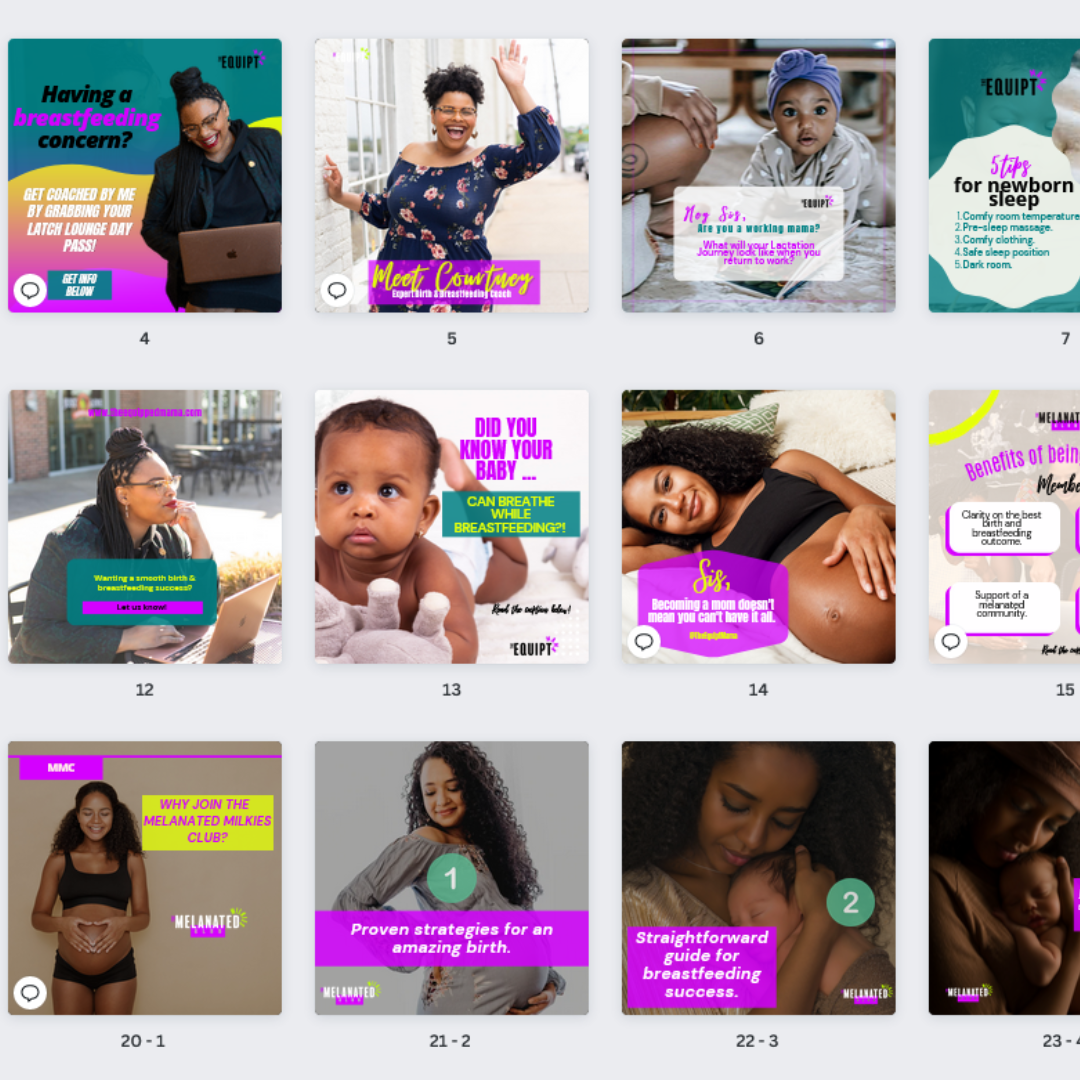 THE EQUIPT
Having a
breastfeeding
concern?
GET COACHED BY ME
BY GRABBING YOUR
LATCH LOUNGE DAY
PASS!
GET INFO
BELOW
4
Meet Courtney
Expert Birth & Breastfeeding Coach
5
EQUIPT
Hey Sis,
Are you a working mama?
What will your Lactation
Journey look like when you
return to work?
6
THE EQUIPT
5 tips
for newborn
sleep
1.Comfy room temperature
2.Pre-sleep massage.
3.Comfy clothing.
4.Safe sleep position
5.Dark room.
7
www.theequippedmama.com
Wanting a smooth birth &
breastfeeding success?
Let us know!
12
DID YOU
KNOW YOUR
BABY ...
CAN BREATHE
WHILE
BREASTFEEDING?!
Read the caption below!
THE EQUIPT
13
Sis,
Becoming a mom doesn't
mean you can't have it all.
#TheEquiptMama
14
MELANAT
Benefits of bein
Membe
Clarity on the best
birth and
breastfeeding
outcome.
Support of a
melanated
community.
Read the
15
MMC
WHY JOIN THE
MELANATED MILKIES
CLUB?
MELANATED
20 - 1
1
Proven strategies for an
amazing birth.
MELANATED
21 - 2
2
Straightforward
guide for
breastfeeding
success.
MELANATED
22 - 3
MELANATED
23 - 4